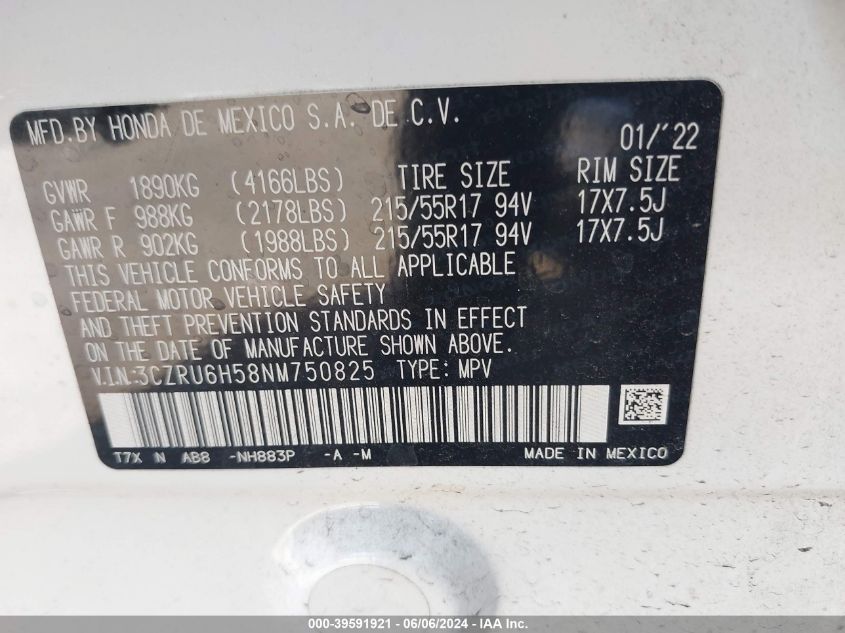 MFD.BY HONDA DE MEXICO S.A. DE C.V.
01/'22
GVWR 1890KG (4166LBS) TIRE SIZE RIM SIZE
GAWR F 988KG (2178LBS) 215/55R17 94V 17X7.5J
GAWR R 902KG (1988LBS) 215/55R17 94V 17X7.5J
THIS VEHICLE CONFORMS TO ALL APPLICABLE
FEDERAL MOTOR VEHICLE SAFETY
AND THEFT PREVENTION STANDARDS IN EFFECT
ON THE DATE OF MANUFACTURE SHOWN ABOVE.
V.I.N:3CZRU6H58NM750825 TYPE: MPV
T7X N AB8 -NH883P -A -M MADE IN MEXICO
000-39591921 - 06/06/2024 - IAA Inc.